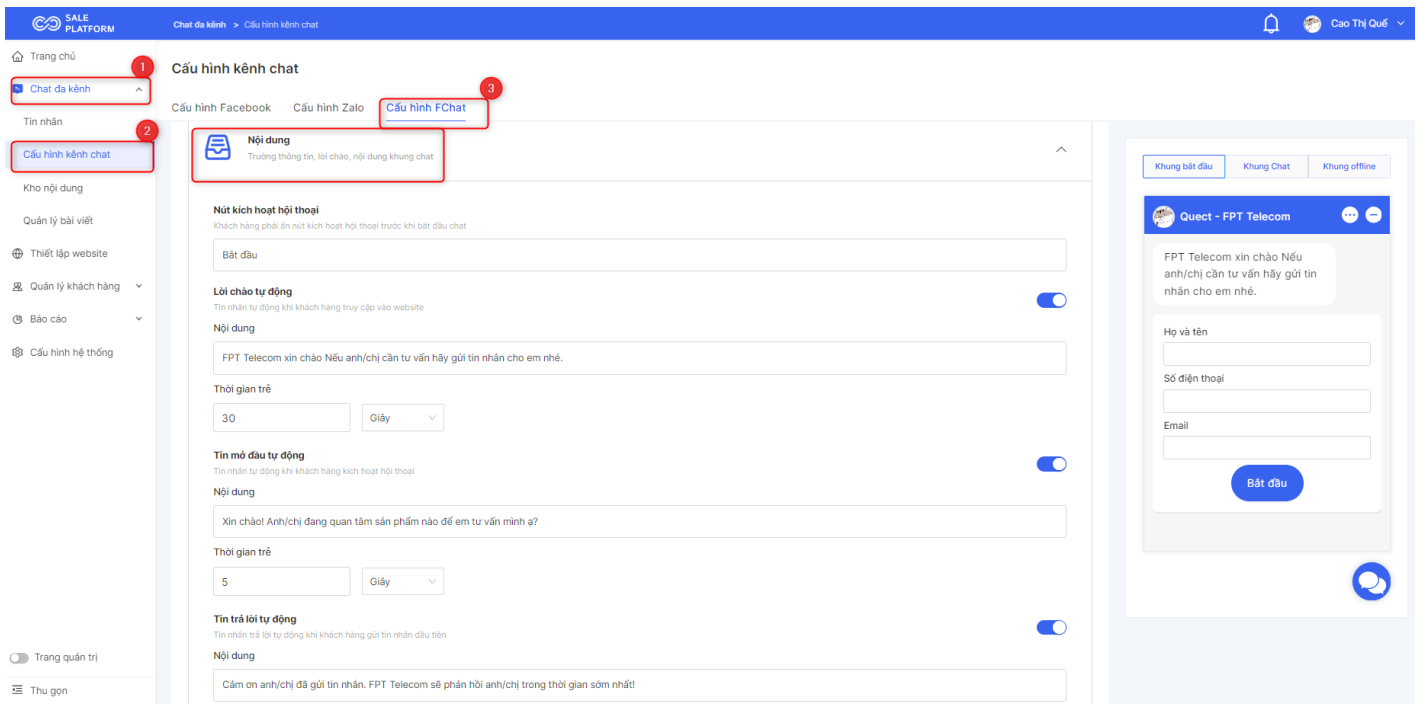 SALE
PLATFORM
Chat đa kênh > Cấu hình kênh chat
Cao Thị Quế
Trang chủ
1
Chat đa kênh
Tin nhắn
2
Cấu hình kênh chat
Kho nội dung
Quản lý bài viết
Thiết lập website
Quản lý khách hàng
Báo cáo
Cấu hình hệ thống
Trang quản trị
Thu gọn
Cấu hình kênh chat
3
Cấu hình Facebook Cấu hình Zalo Cấu hình FChat
Nội dung
Trường thông tin, lời chào, nội dung khung chat
Nút kích hoạt hội thoại
Khách hàng phải ấn nút kích hoạt hội thoại trước khi bắt đầu chat
Bắt đầu
Lời chào tự động
Tin nhắn tự động khi khách hàng truy cập vào website
Nội dung
FPT Telecom xin chào Nếu anh/chị cần tư vấn hãy gửi tin nhắn cho em nhé.
Thời gian trễ
30 Giây
Tin mở đầu tự động
Tin nhắn tự động khi khách hàng kích hoạt hội thoại
Nội dung
Xin chào! Anh/chị đang quan tâm sản phẩm nào để em tư vấn mình ạ?
Thời gian trễ
5 Giây
Tin trả lời tự động
Tin nhắn trả lời tự động khi khách hàng gửi tin nhắn đầu tiên
Nội dung
Cảm ơn anh/chị đã gửi tin nhắn. FPT Telecom sẽ phản hồi anh/chị trong thời gian sớm nhất!
Khung bắt đầu Khung Chat Khung offline
Quect - FPT Telecom
FPT Telecom xin chào Nếu
anh/chị cần tư vấn hãy gửi tin
nhắn cho em nhé.
Họ và tên
Số điện thoại
Email
Bắt đầu